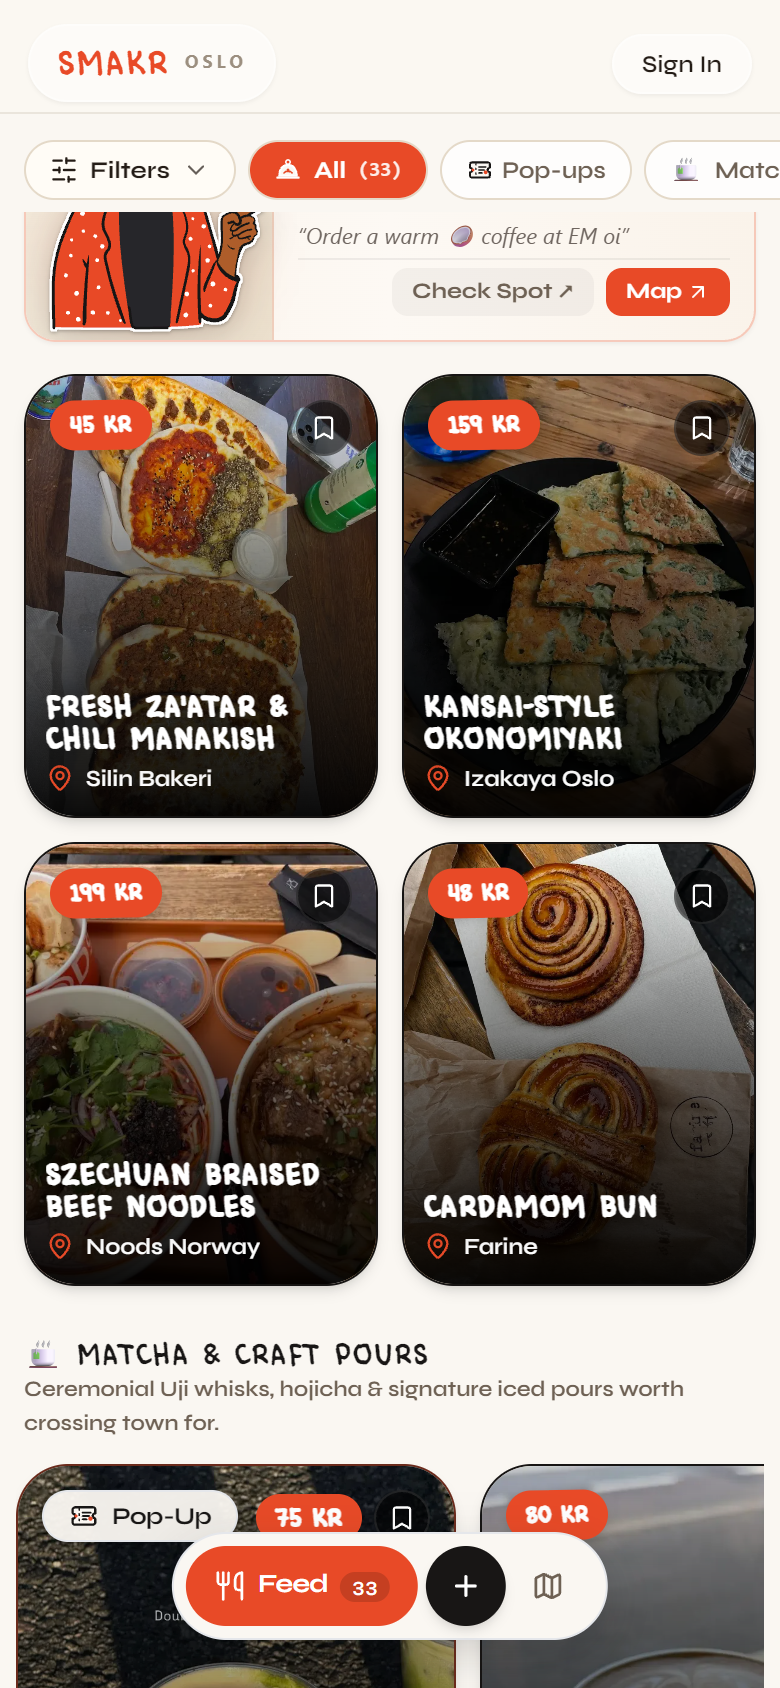 SMAKR OSLO
Sign In
Filters
All (33)
Pop-ups
Matc
“Order a warm coffee at EM oi”
Check Spot ↗
Map ↗
45 KR
159 KR
FRESH ZA'ATAR &
CHILI MANAKISH
Silin Bakeri
KANSAI-STYLE
OKONOMIYAKI
Izakaya Oslo
199 KR
48 KR
SZECHUAN BRAISED
BEEF NOODLES
Noods Norway
CARDAMOM BUN
Farine
MATCHA & CRAFT POURS
Ceremonial Uji whisks, hojicha & signature iced pours worth
crossing town for.
Pop-Up
75 KR
80 KR
Feed 33